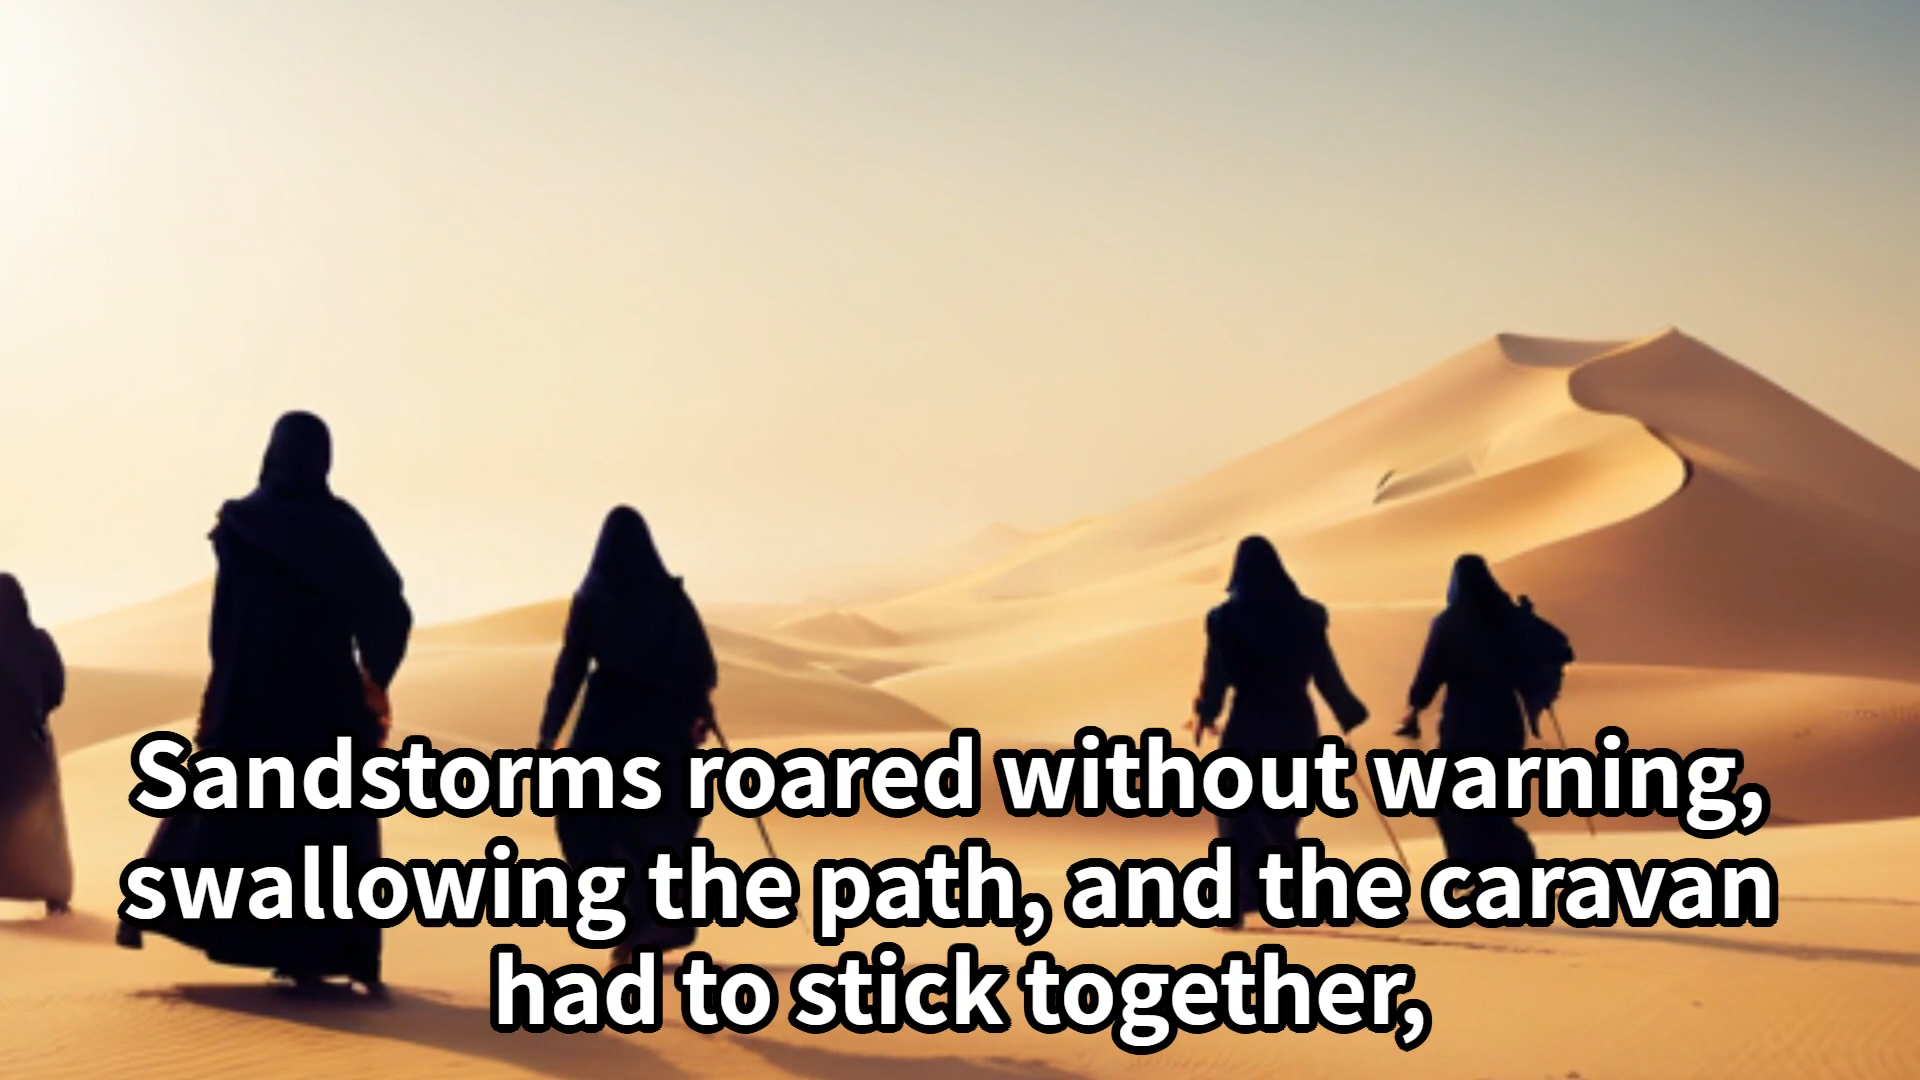 Sandstorms roared without warning,
swallowing the path, and the caravan
had to stick together,